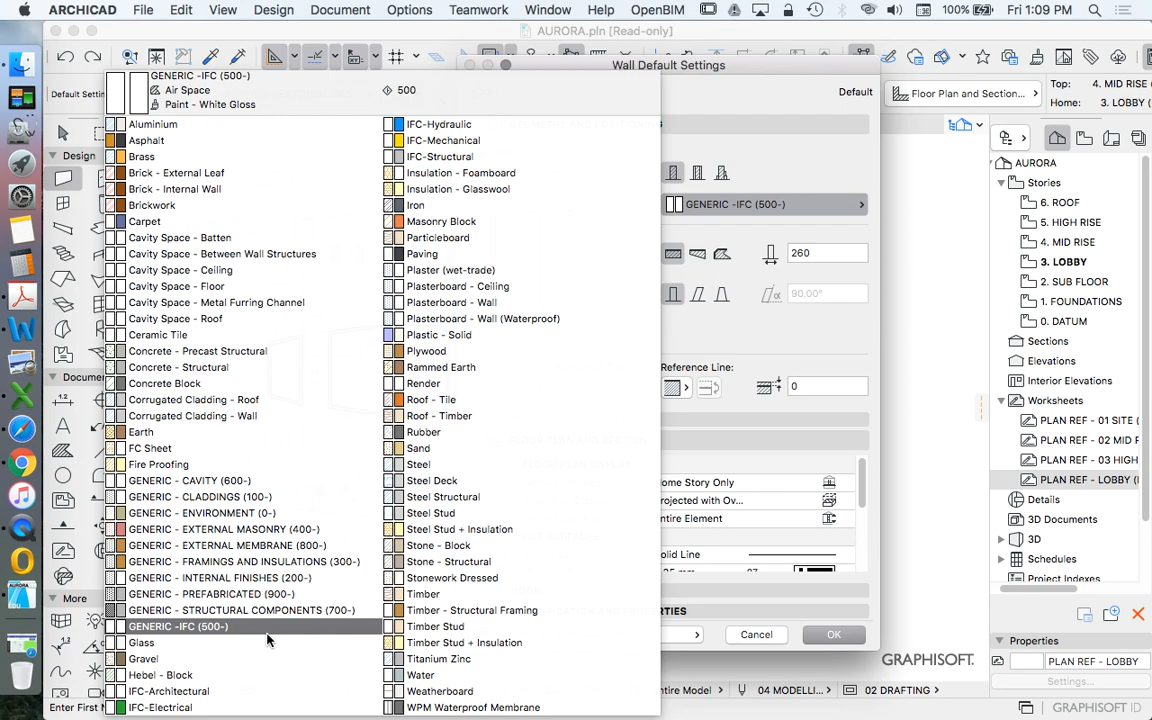 ARCHICAD File Edit View Design Document Options Teamwork Window Help OpenBIM 100% Fri 1:09 PM
AURORA.pln [Read-only]
Wall Default Settings
Default Settin
GENERIC -IFC (500-)
Air Space
Paint - White Gloss
500
Default
Floor Plan and Section...
Top: 4. MID RISE
Home: 3. LOBBY
Design
Docume
More
Enter First
Aluminium
Asphalt
Brass
Brick - External Leaf
Brick - Internal Wall
Brickwork
Carpet
Cavity Space - Batten
Cavity Space - Between Wall Structures
Cavity Space - Ceiling
Cavity Space - Floor
Cavity Space - Metal Furring Channel
Cavity Space - Roof
Ceramic Tile
Concrete - Precast Structural
Concrete - Structural
Concrete Block
Corrugated Cladding - Roof
Corrugated Cladding - Wall
Earth
FC Sheet
Fire Proofing
GENERIC - CAVITY (600-)
GENERIC - CLADDINGS (100-)
GENERIC - ENVIRONMENT (0-)
GENERIC - EXTERNAL MASONRY (400-)
GENERIC - EXTERNAL MEMBRANE (800-)
GENERIC - FRAMINGS AND INSULATIONS (300-)
GENERIC - INTERNAL FINISHES (200-)
GENERIC - PREFABRICATED (900-)
GENERIC - STRUCTURAL COMPONENTS (700-)
GENERIC -IFC (500-)
Glass
Gravel
Hebel - Block
IFC-Architectural
IFC-Electrical
IFC-Hydraulic
IFC-Mechanical
IFC-Structural
Insulation - Foamboard
Insulation - Glasswool
Iron
Masonry Block
Particleboard
Paving
Plaster (wet-trade)
Plasterboard - Ceiling
Plasterboard - Wall
Plasterboard - Wall (Waterproof)
Plastic - Solid
Plywood
Rammed Earth
Render
Roof - Tile
Roof - Timber
Rubber
Sand
Steel
Steel Deck
Steel Structural
Steel Stud
Steel Stud + Insulation
Stone - Block
Stone - Structural
Stonework Dressed
Timber
Timber - Structural Framing
Timber Stud
Timber Stud + Insulation
Titanium Zinc
Water
Weatherboard
WPM Waterproof Membrane
GENERIC -IFC (500-)
260
90.00°
Reference Line:
0
ome Story Only
rojected with Ov...
ntire Element
olid Line
PERTIES
Cancel
OK
ntire Model
04 MODELLI...
02 DRAFTING
GRAPHISOFT.
AURORA
Stories
6. ROOF
5. HIGH RISE
4. MID RISE
3. LOBBY
2. SUB FLOOR
1. FOUNDATIONS
0. DATUM
Sections
Elevations
Interior Elevations
Worksheets
PLAN REF - 01 SITE (
PLAN REF - 02 MID F
PLAN REF - 03 HIGH
PLAN REF - LOBBY (
Details
3D Documents
3D
Schedules
Project Indexes
Properties
PLAN REF - LOBBY
Settings...
GRAPHISOFT ID